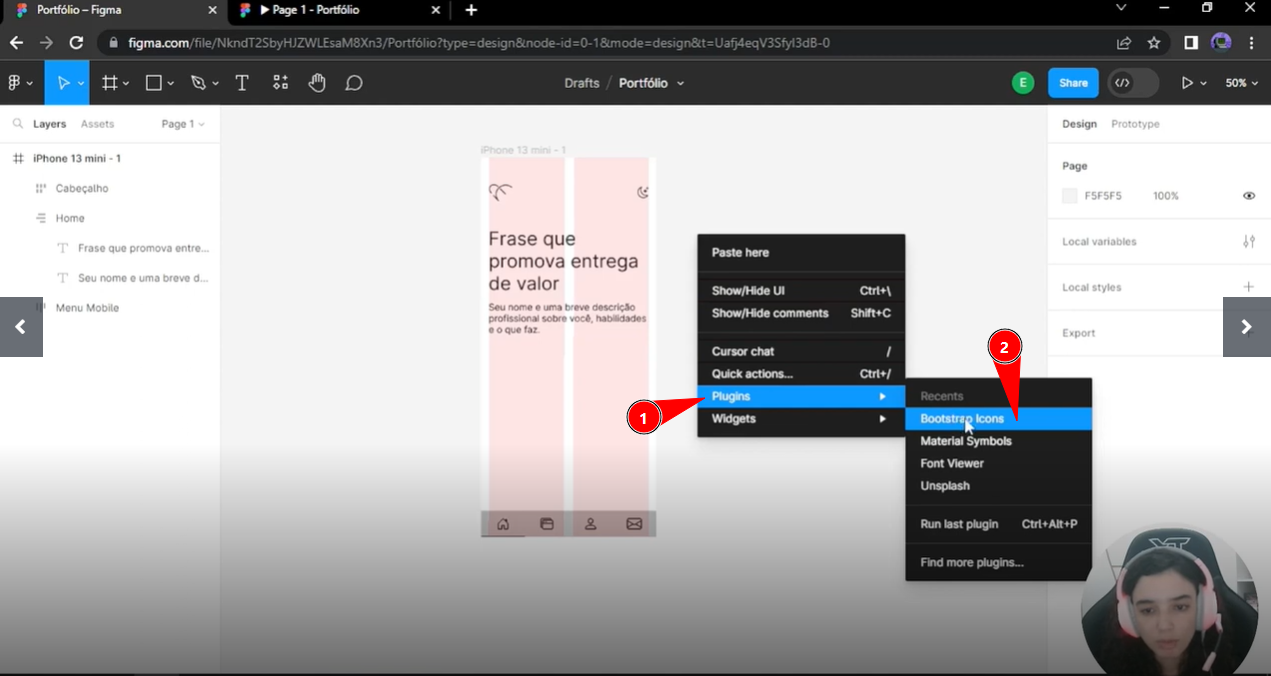 Portfólio – Figma
Page 1 - Portfólio
figma.com/file/NkndT2SbyHJZWLEsaM8Xn3/Portfólio?type=design&node-id=0-1&mode=design&t=Uafj4eqV3SfyI3dB-0
Drafts / Portfólio
E
Share
50%
Layers
Assets
Page 1
iPhone 13 mini - 1
Cabeçalho
Home
Frase que promova entre...
Seu nome e uma breve d...
Menu Mobile
iPhone 13 mini - 1
Frase que
promova entrega
de valor
Seu nome e uma breve descrição
profissional sobre você, habilidades
e o que faz.
Paste here
Show/Hide UI Ctrl+\
Show/Hide comments Shift+C
Cursor chat /
Quick actions... Ctrl+/
Plugins
Widgets
1
2
Recents
Bootstrap Icons
Material Symbols
Font Viewer
Unsplash
Run last plugin Ctrl+Alt+P
Find more plugins...
Design
Prototype
Page
F5F5F5 100%
Local variables
Local styles
Export